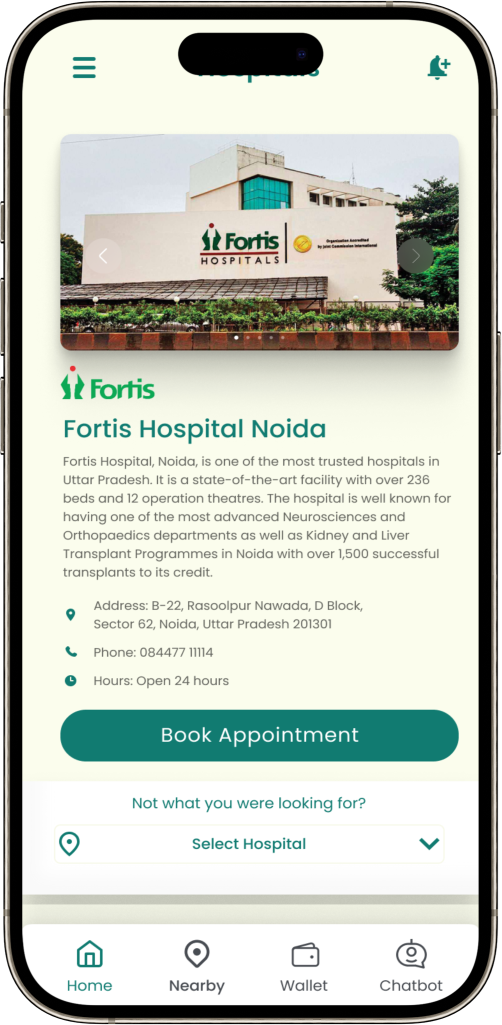 Fortis
HOSPITALS
Organization Accredited
by Joint Commission International
Fortis
Fortis Hospital Noida
Fortis Hospital, Noida, is one of the most trusted hospitals in
Uttar Pradesh. It is a state-of-the-art facility with over 236
beds and 12 operation theatres. The hospital is well known for
having one of the most advanced Neurosciences and
Orthopaedics departments as well as Kidney and Liver
Transplant Programmes in Noida with over 1,500 successful
transplants to its credit.
Address: B-22, Rasoolpur Nawada, D Block,
Sector 62, Noida, Uttar Pradesh 201301
Phone: 084477 11114
Hours: Open 24 hours
Book Appointment
Not what you were looking for?
Select Hospital
Home Nearby Wallet Chatbot